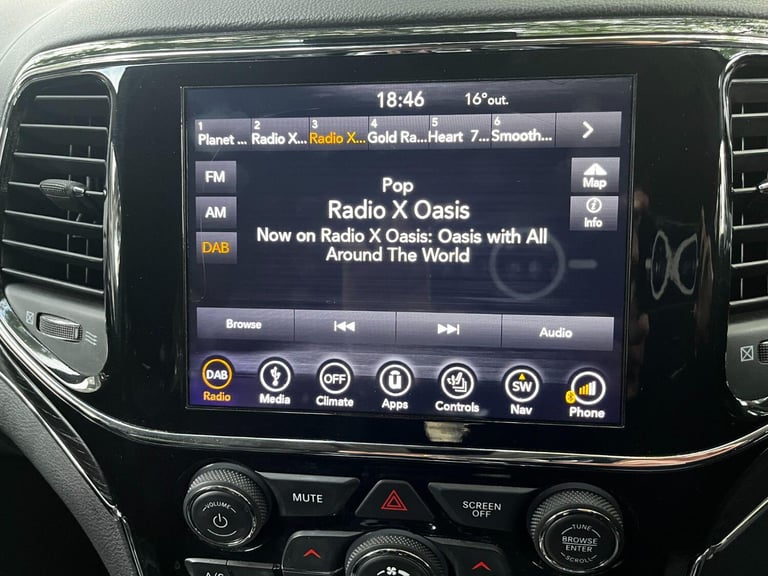 18:46 16°out.
1 2 3 4 5 6
Planet ... Radio X... Radio X... Gold Ra... Heart 7... Smooth...
FM
AM
DAB
Pop
Radio X Oasis
Now on Radio X Oasis: Oasis with All
Around The World
Map
i
Info
Browse
Audio
DAB OFF SW
Radio Media Climate Apps Controls Nav Phone
VOLUME
MUTE
SCREEN
OFF
TUNE
BROWSE
ENTER
SCROLL
A/C